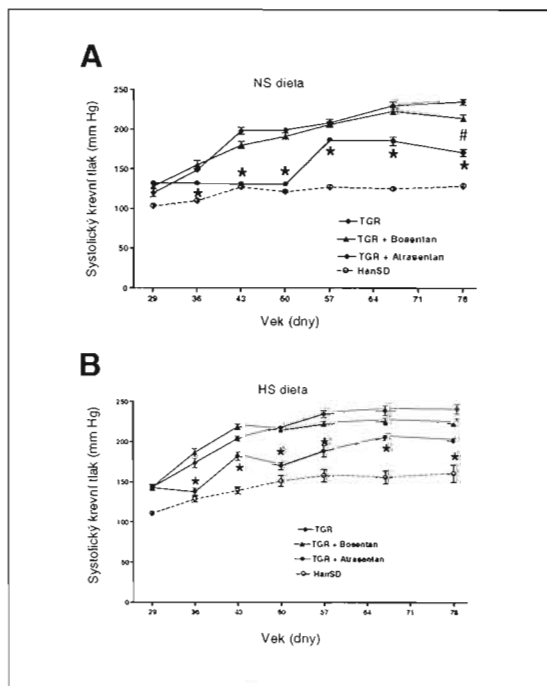 A
NS dieta
250
200
150
100
50
0
Systolický krevní tlak (mm Hg)
#
★ ★ ★ ★ ★ ★
TGR
TGR + Bosentan
TGR + Atrasentan
HanSD
29 36 43 60 57 64 71 78
Vek (dny)
B
HS dieta
250
200
150
100
50
0
Systolický krevní tlak (mm Hg)
★ ★ ★ ★ ★ ★
TGR
TGR + Bosentan
TGR + Atrasentan
HanSD
29 36 43 60 57 64 71 78
Vek (dny)